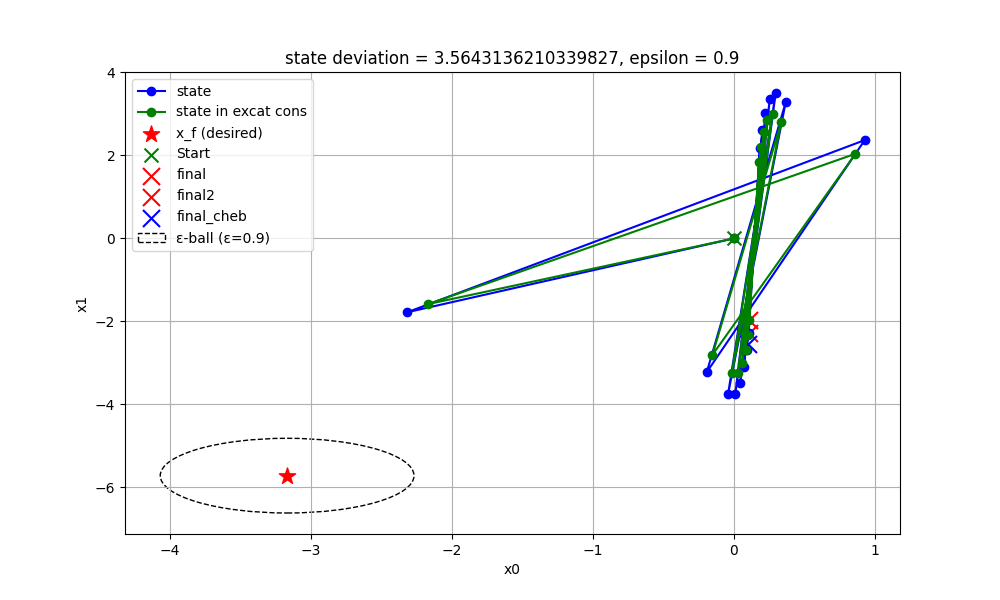 state deviation = 3.5643136210339827, epsilon = 0.9
state
state in excat cons
x_f (desired)
Start
final
final2
final_cheb
ε-ball (ε=0.9)
4
2
0
−2
−4
−6
x1
−4
−3
−2
−1
0
1
x0